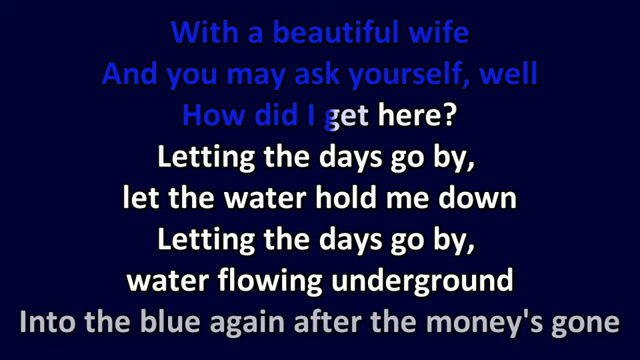 With a beautiful wife
And you may ask yourself, well
How did I get here?
Letting the days go by,
let the water hold me down
Letting the days go by,
water flowing underground
Into the blue again after the money's gone